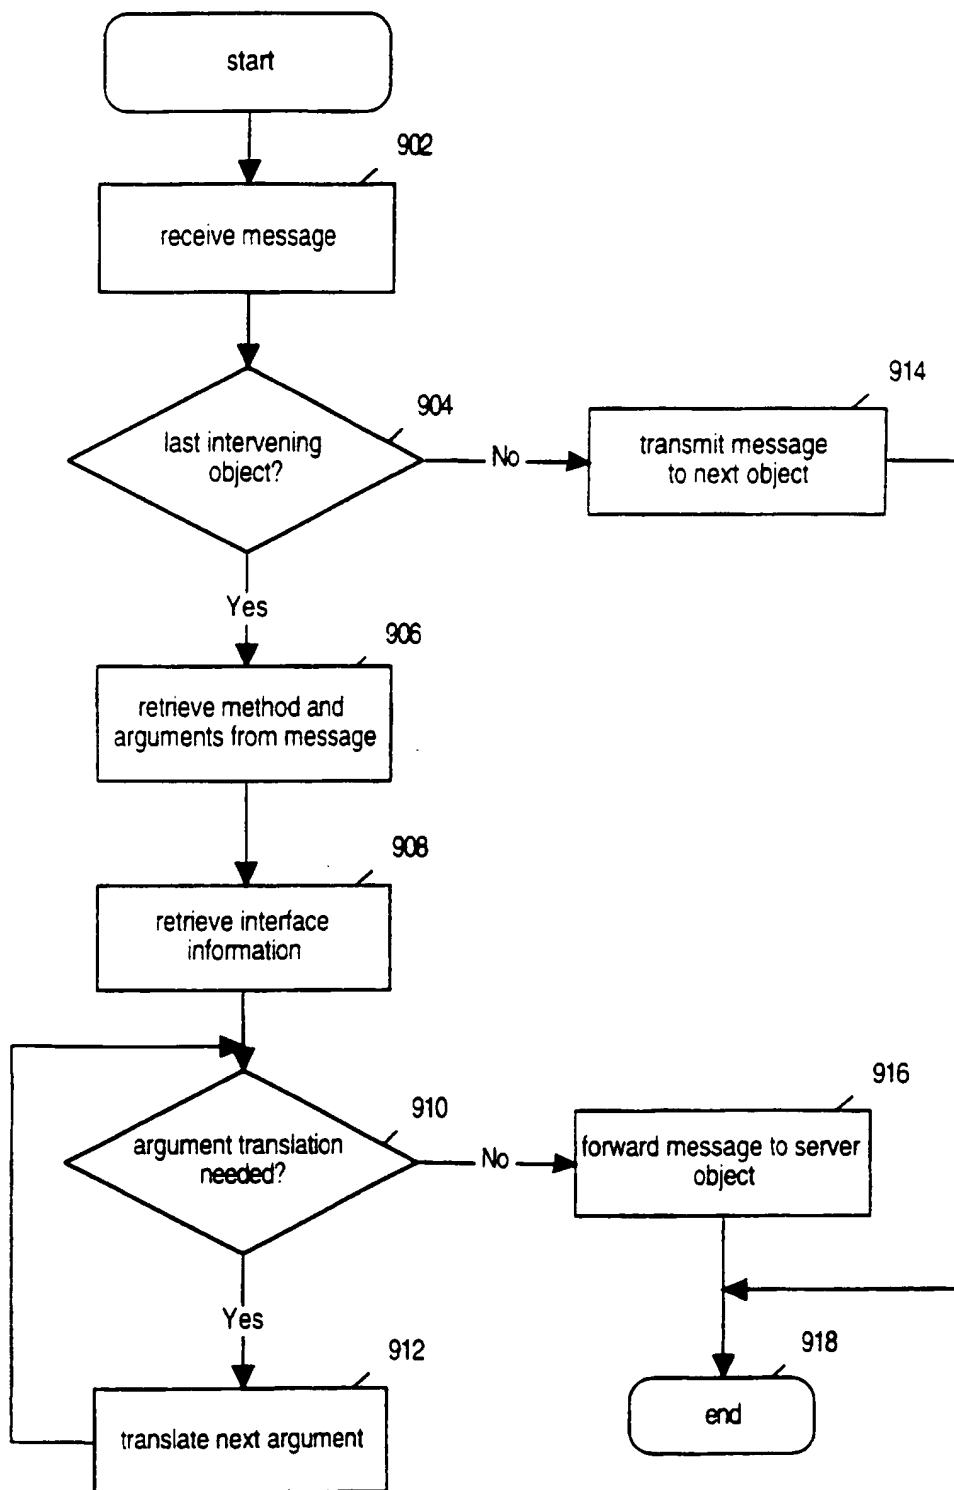 start
902
receive message
904
last intervening
object?
No
914
transmit message
to next object
Yes
906
retrieve method and
arguments from message
908
retrieve interface
information
910
argument translation
needed?
No
916
forward message to server
object
Yes
912
translate next argument
918
end